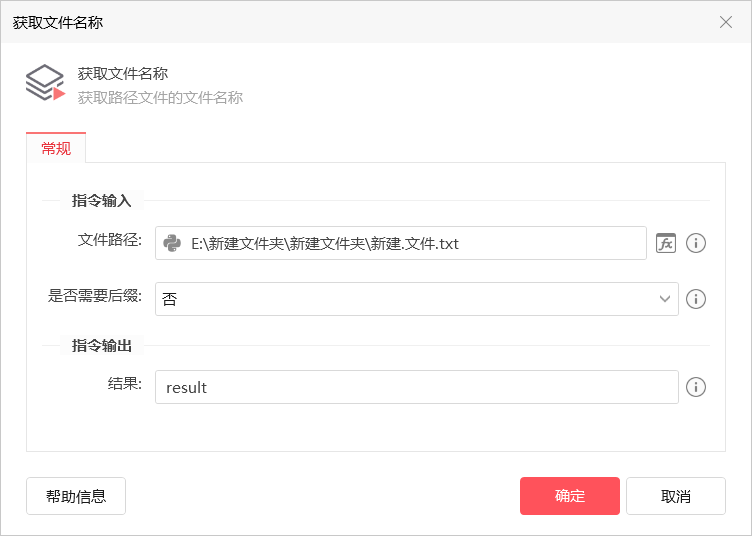 获取文件名称
获取文件名称
获取路径文件的文件名称
常规
指令输入
文件路径: E:\新建文件夹\新建文件夹\新建.文件.txt fx
是否需要后缀: 否
指令输出
结果: result
帮助信息 确定 取消